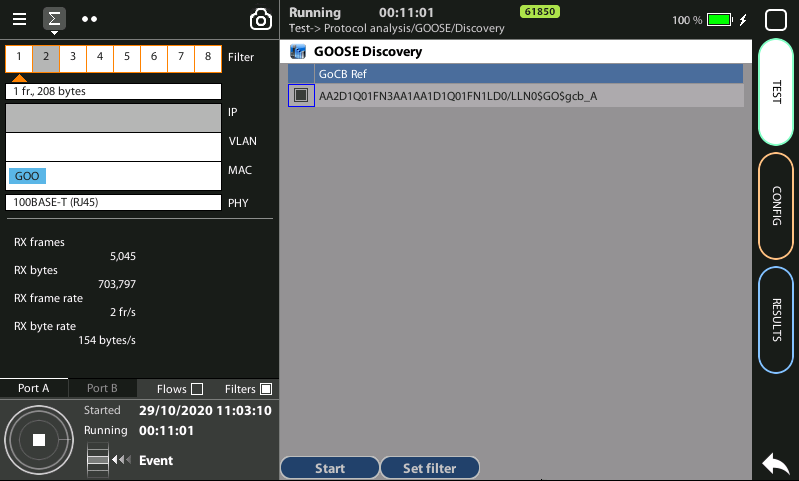 Running 00:11:01 61850
Test-> Protocol analysis/GOOSE/Discovery
100 %
Σ
1 2 3 4 5 6 7 8 Filter
1 fr., 208 bytes
IP
VLAN
GOO MAC
100BASE-T (RJ45) PHY
RX frames
5,045
RX bytes
703,797
RX frame rate
2 fr/s
RX byte rate
154 bytes/s
Port A Port B Flows Filters
Started 29/10/2020 11:03:10
Running 00:11:01
Event
GOOSE Discovery
GoCB Ref
AA2D1Q01FN3AA1AA1D1Q01FN1LD0/LLN0$GO$gcb_A
Start Set filter
TEST
CONFIG
RESULTS